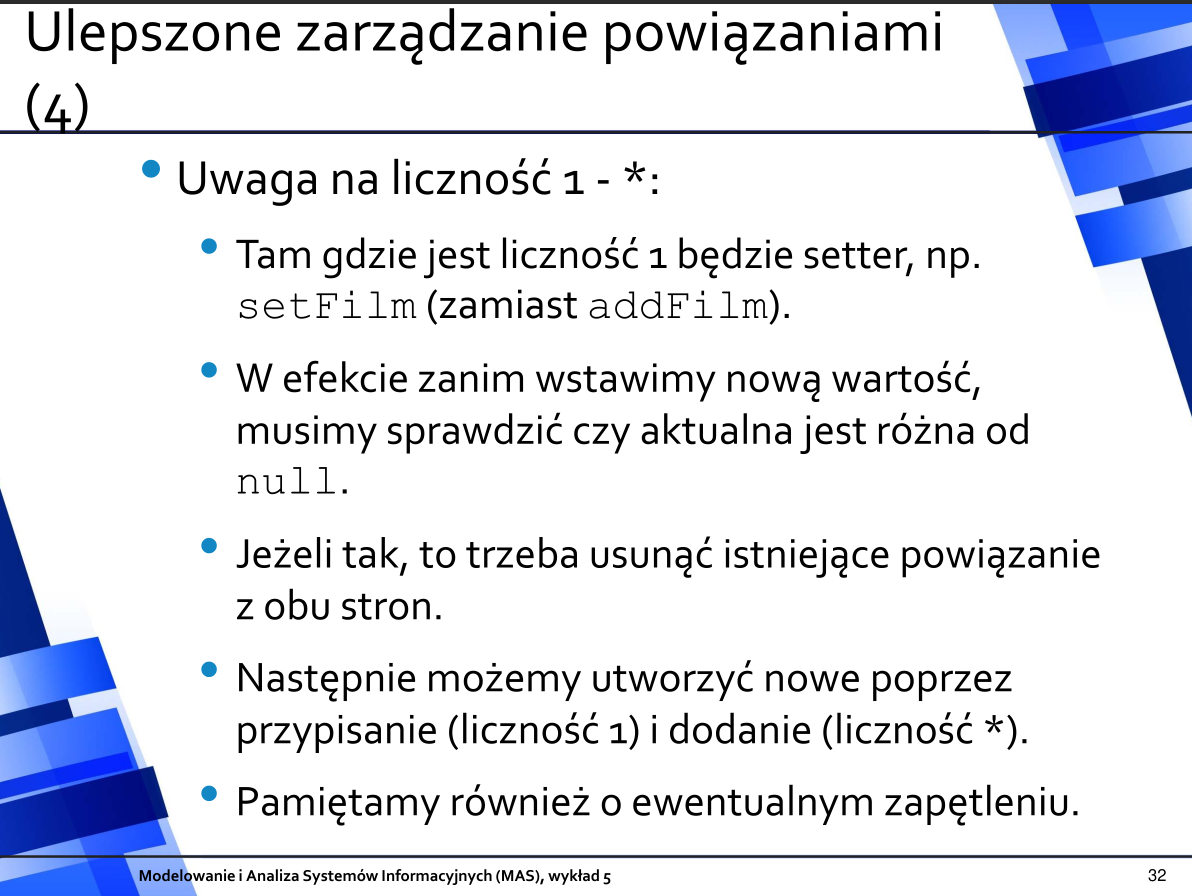 Ulepszone zarządzanie powiązaniami
(4)
• Uwaga na liczność 1 - *:
• Tam gdzie jest liczność 1 będzie setter, np.
setFilm (zamiast addFilm).
• W efekcie zanim wstawimy nową wartość,
musimy sprawdzić czy aktualna jest różna od
null.
• Jeżeli tak, to trzeba usunąć istniejące powiązanie
z obu stron.
• Następnie możemy utworzyć nowe poprzez
przypisanie (liczność 1) i dodanie (liczność *).
• Pamiętamy również o ewentualnym zapętleniu.
Modelowanie i Analiza Systemów Informacyjnych (MAS), wykład 5
32